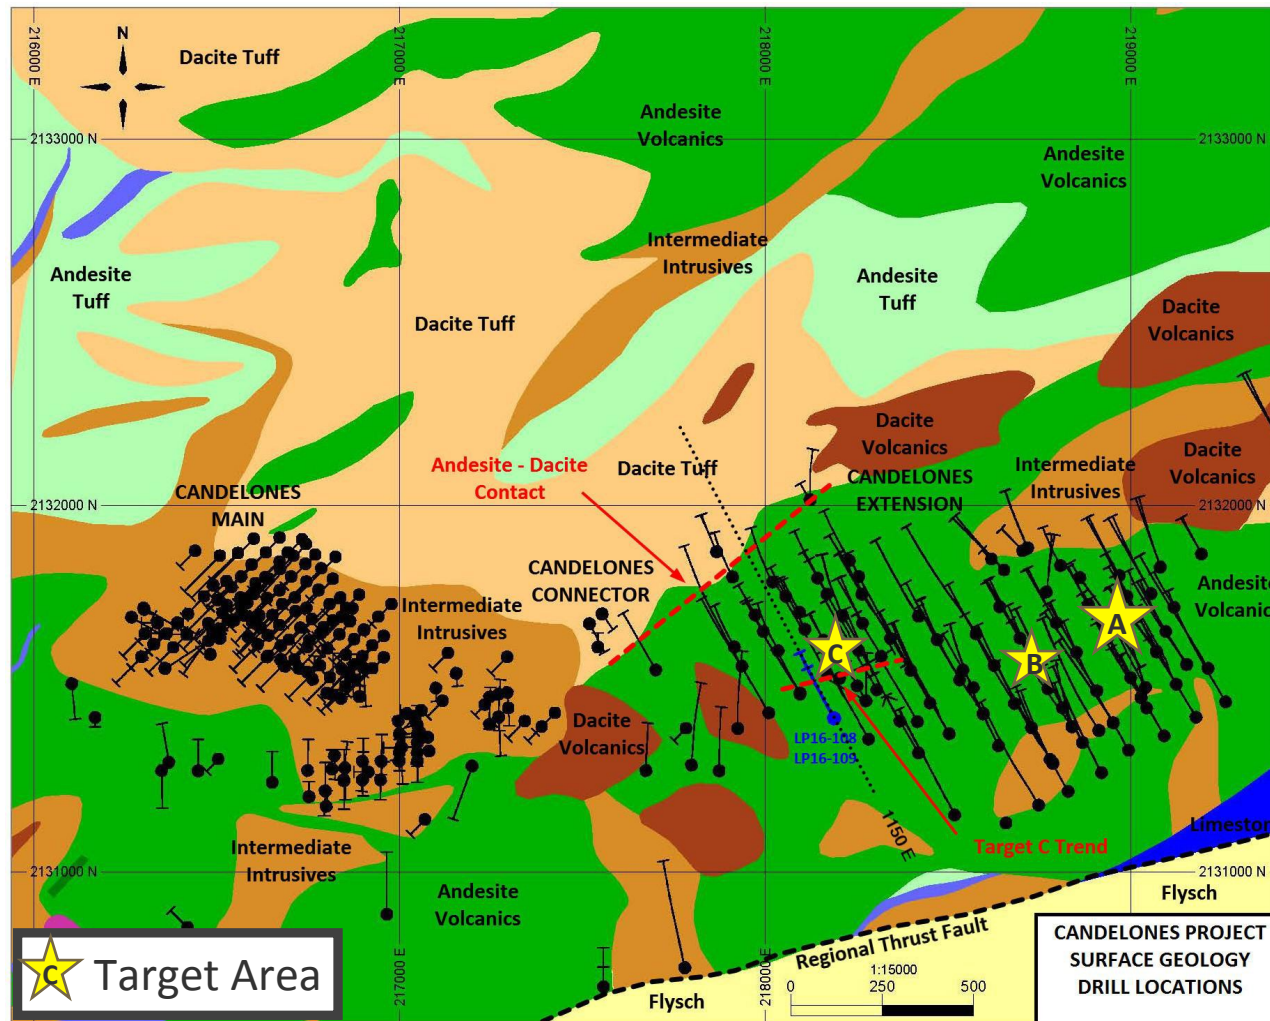 216000 E
217000 E
218000 E
219000 E
N
Dacite Tuff
Andesite
Volcanics
2133000 N
2133000 N
Andesite
Volcanics
Intermediate
Intrusives
Andesite
Tuff
Andesite
Tuff
Dacite Tuff
Dacite
Volcanics
Dacite
Volcanics
Andesite - Dacite
Contact
Dacite Tuff
CANDELONES
EXTENSION
Intermediate
Intrusives
Dacite
Volcanics
CANDELONES
MAIN
2132000 N
2132000 N
CANDELONES
CONNECTOR
Intermediate
Intrusives
Andesite
Volcanic
A
B
C
Dacite
Volcanics
LP16-108
LP16-109
1150 E
Target C Trend
Limeston
Intermediate
Intrusives
2131000 N
2131000 N
Andesite
Volcanics
Flysch
Regional Thrust Fault
Flysch
C Target Area
1:15000
0 250 500
CANDELONES PROJECT
SURFACE GEOLOGY
DRILL LOCATIONS
217000 E
218000 E